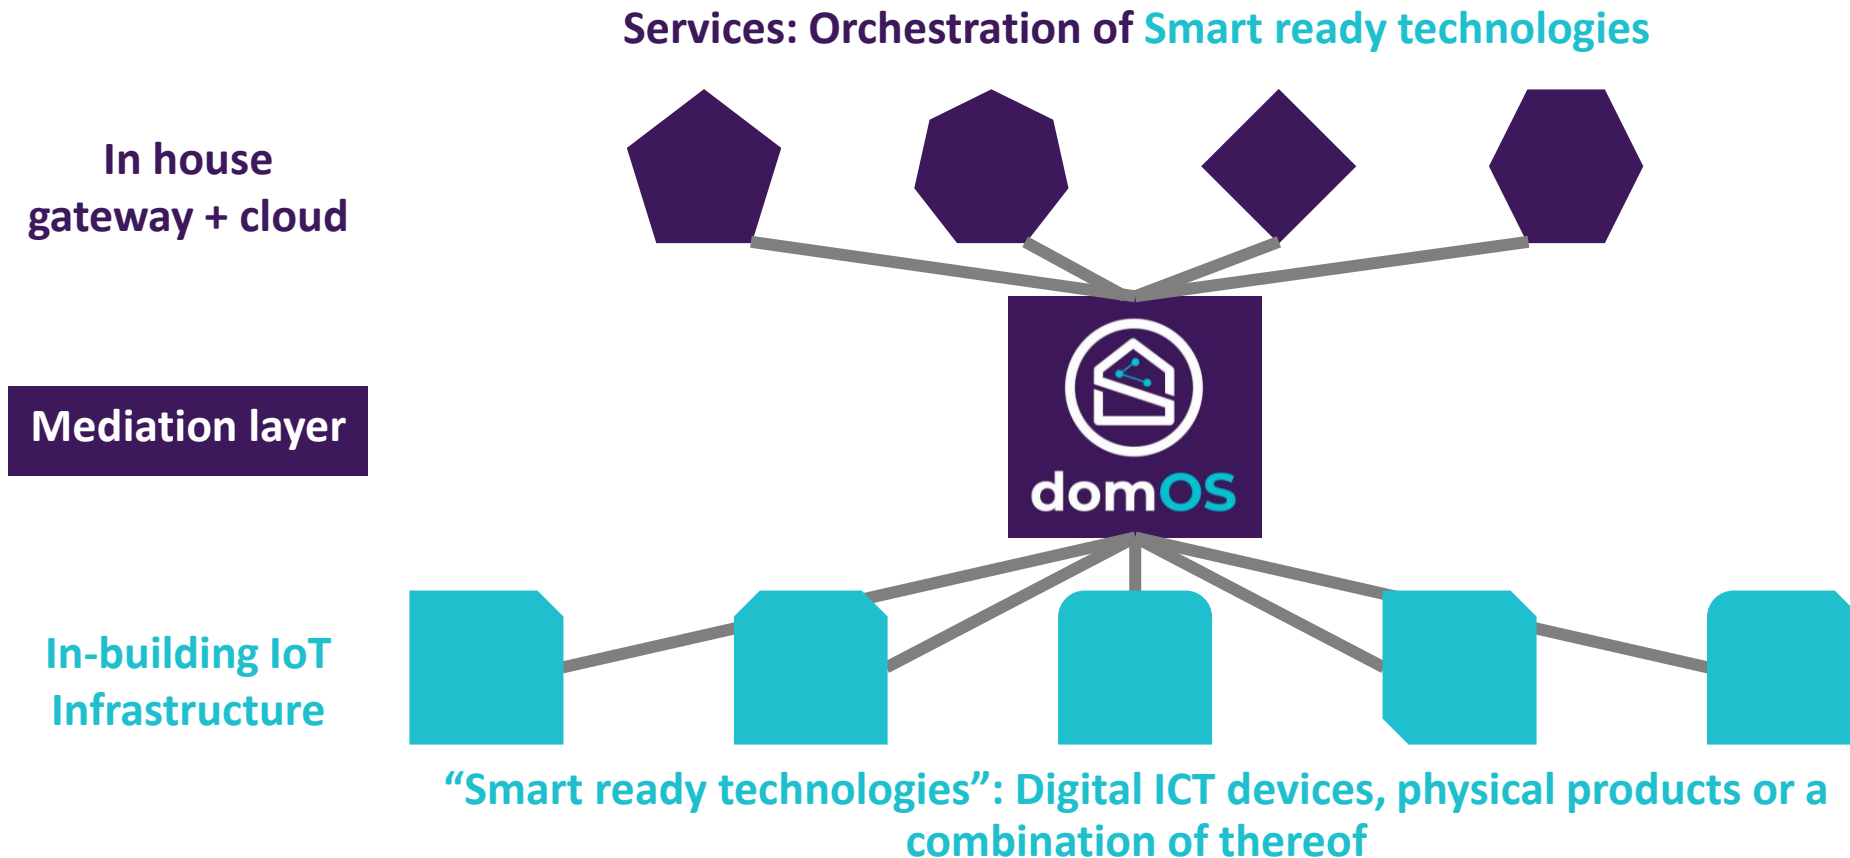 Services: Orchestration of Smart ready technologies
In house
gateway + cloud
Mediation layer
domOS
In-building IoT
Infrastructure
“Smart ready technologies”: Digital ICT devices, physical products or a
combination of thereof